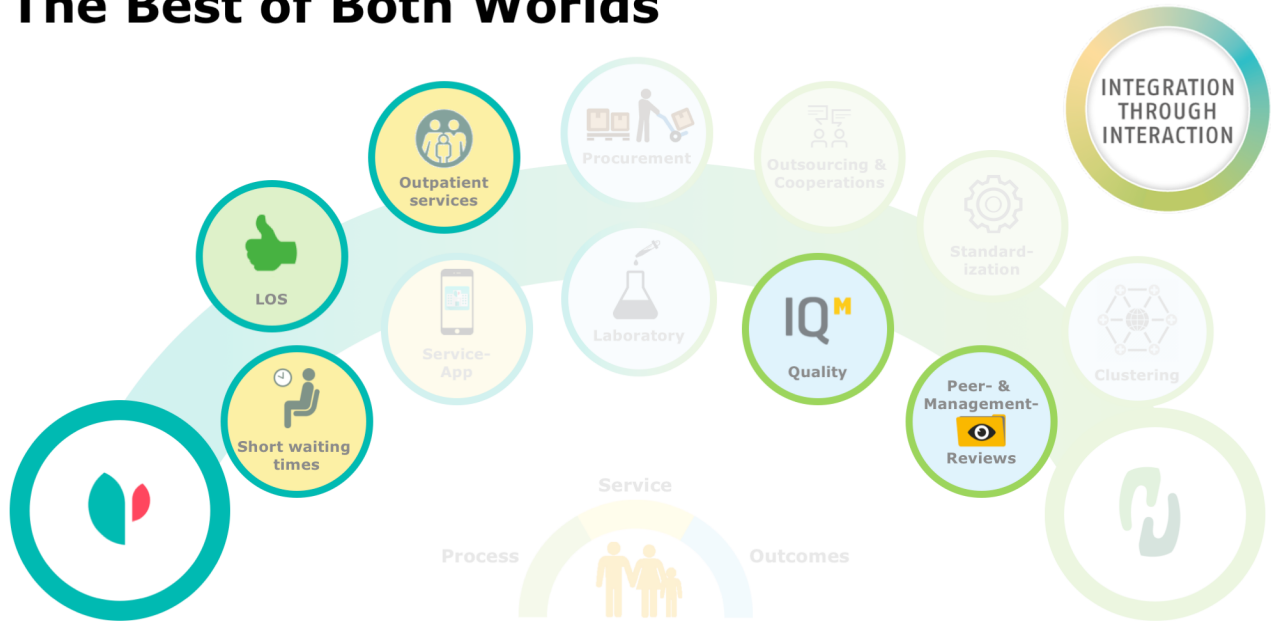 The Best of Both Worlds
INTEGRATION
THROUGH
INTERACTION
Procurement
Outsourcing &
Cooperations
Outpatient
services
Standard-
ization
LOS
Service-
App
Laboratory
IQM
Quality
Clustering
Short waiting
times
Peer- &
Management-
Reviews
Service
Process
Outcomes